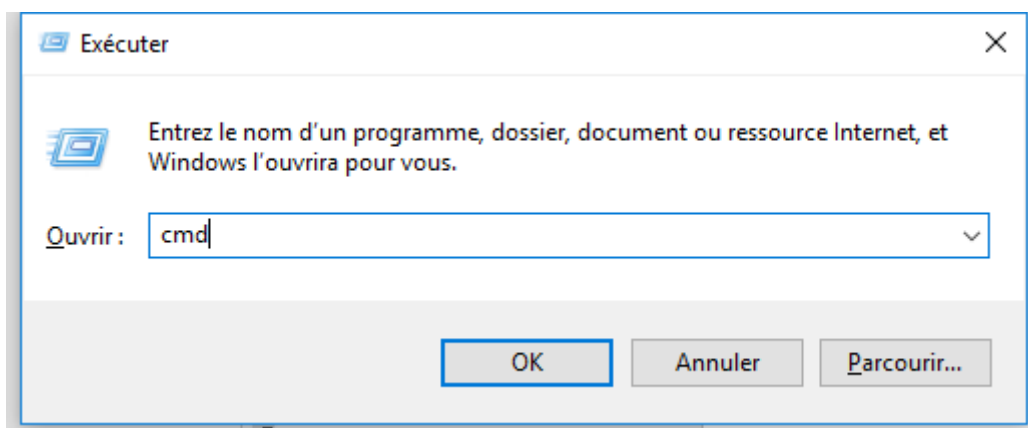 Exécuter
Entrez le nom d’un programme, dossier, document ou ressource Internet, et
Windows l’ouvrira pour vous.
Ouvrir : cmd
OK Annuler Parcourir...